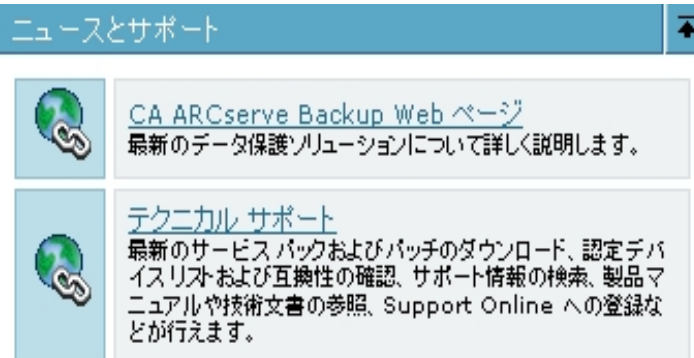 ニュースとサポート
CA ARCserve Backup Web ページ
最新のデータ保護ソリューションについて詳しく説明します。
テクニカル サポート
最新のサービス パックおよびパッチのダウンロード、認定デバ
イスリストおよび互換性の確認、サポート情報の検索、製品マ
ニュアルや技術文書の参照、Support Online への登録な
どが行えます。